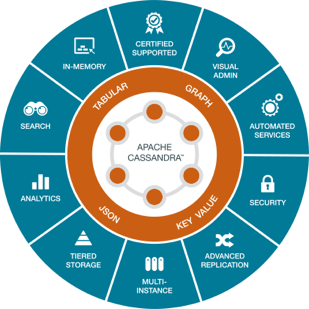 CERTIFIED
SUPPORTED
VISUAL
ADMIN
AUTOMATED
SERVICES
SECURITY
ADVANCED
REPLICATION
MULTI-
INSTANCE
TIERED
STORAGE
ANALYTICS
SEARCH
IN-MEMORY
TABULAR
GRAPH
KEY VALUE
JSON
APACHE
CASSANDRA™